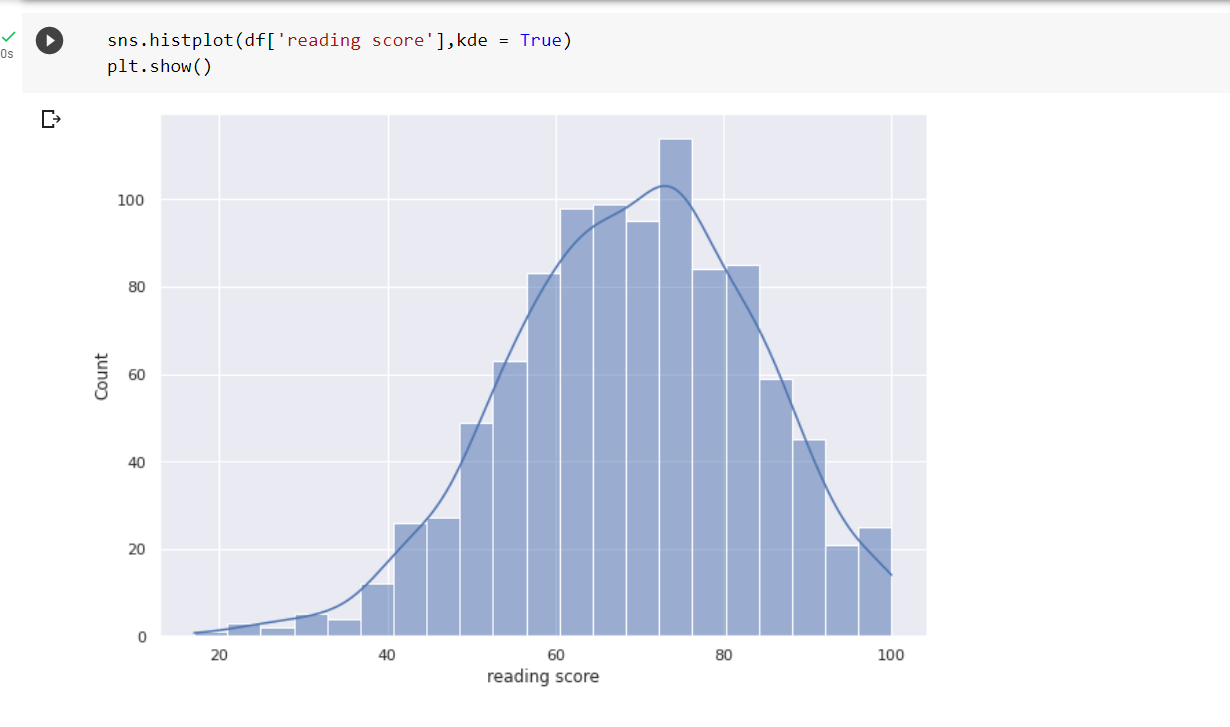 sns.histplot(df['reading score'],kde = True)
0s
plt.show()
100
80
60
40
20
0
Count
20 40 60 80 100
reading score